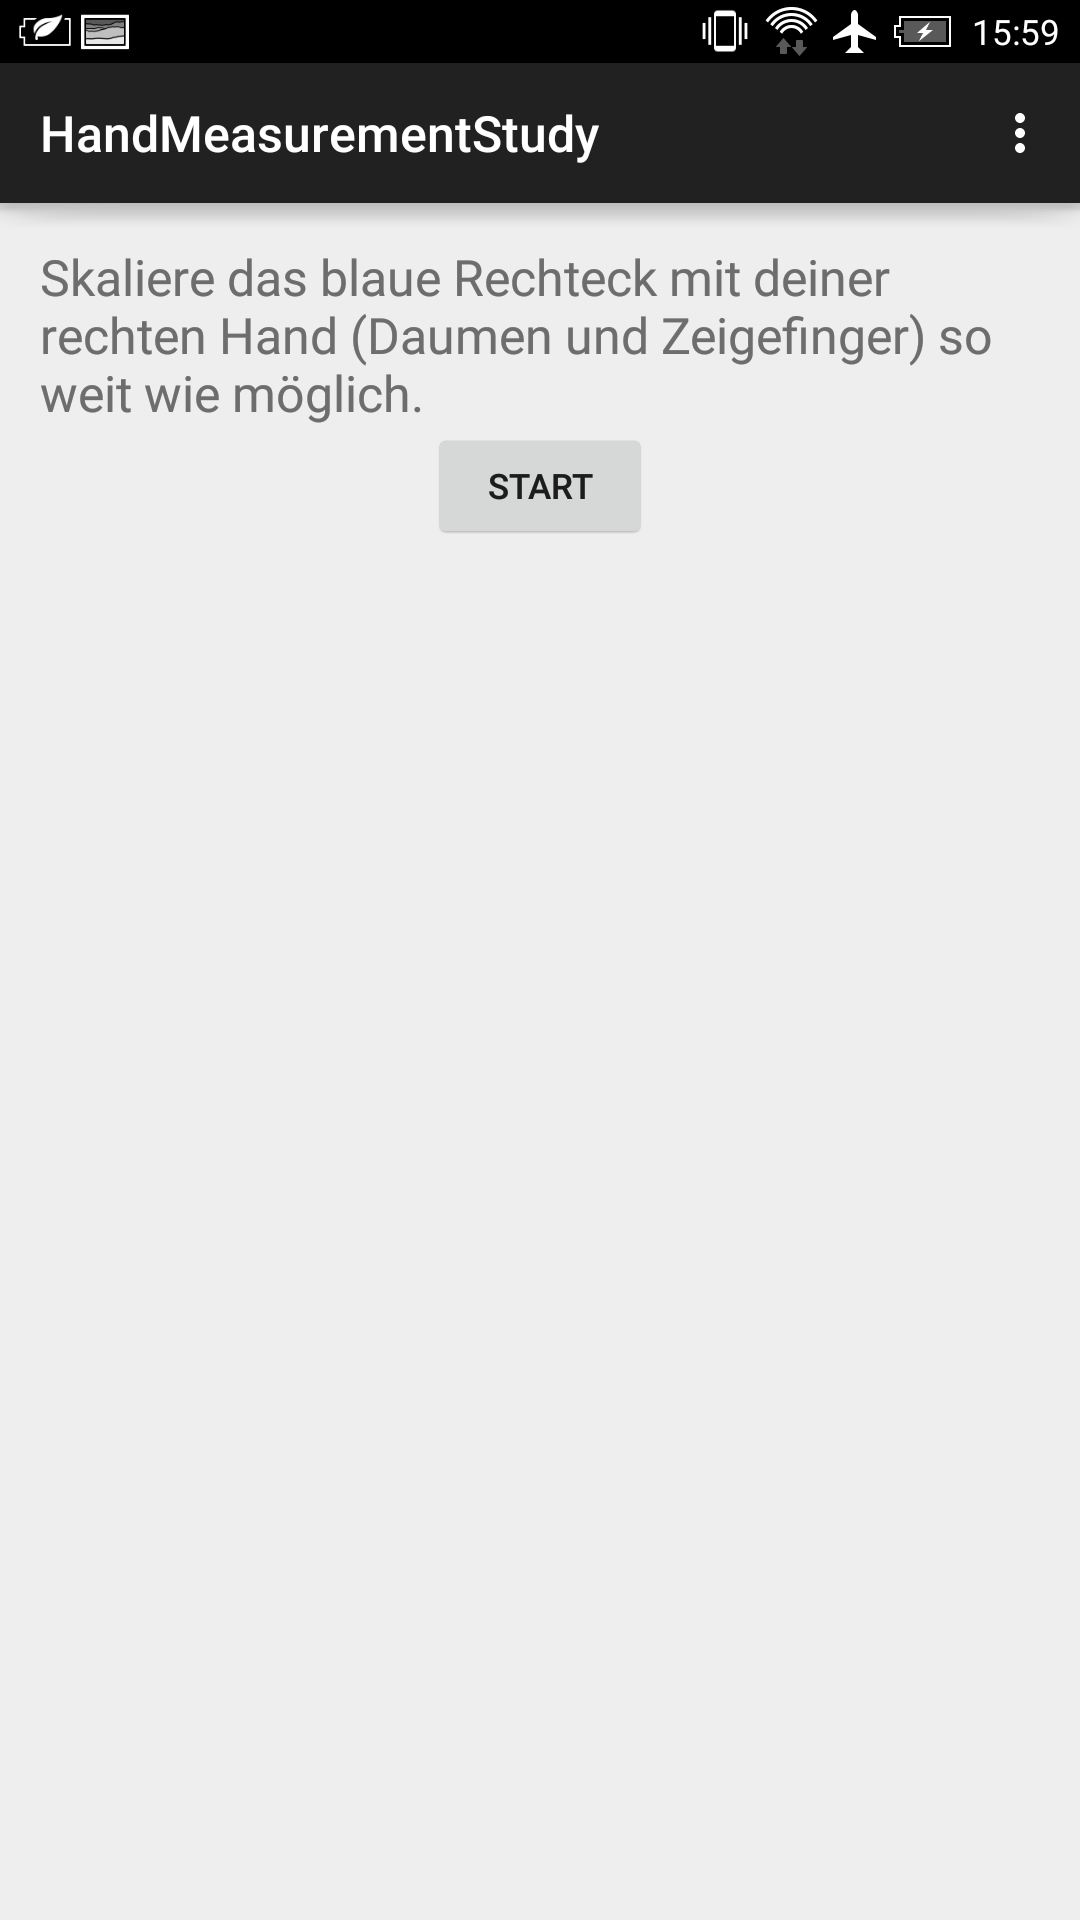 15:59
HandMeasurementStudy
Skaliere das blaue Rechteck mit deiner
rechten Hand (Daumen und Zeigefinger) so
weit wie möglich.
START